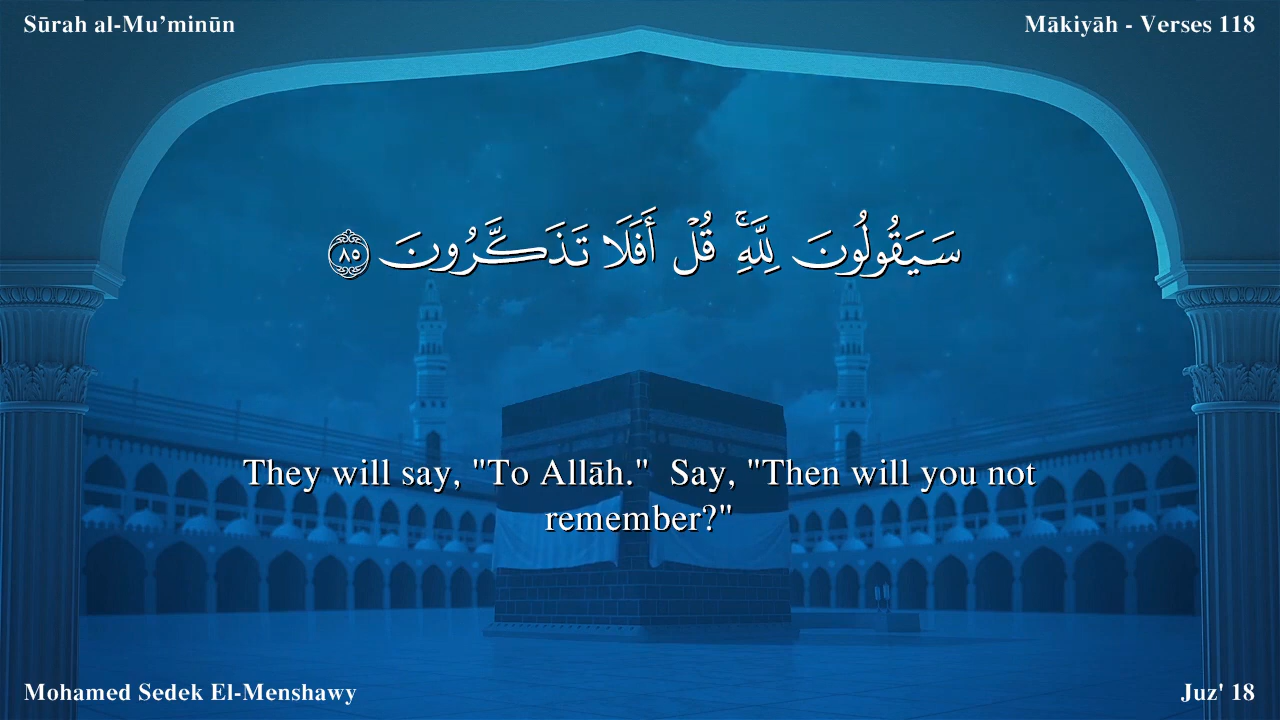 Sūrah al-Mu’minūn
Mākiyāh - Verses 118
سَيَقُولُونَ لِلَّهِ ۚ قُلْ أَفَلَا تَذَكَّرُونَ ٨٥
They will say, "To Allāh." Say, "Then will you not
remember?"
Mohamed Sedek El-Menshawy
Juz' 18